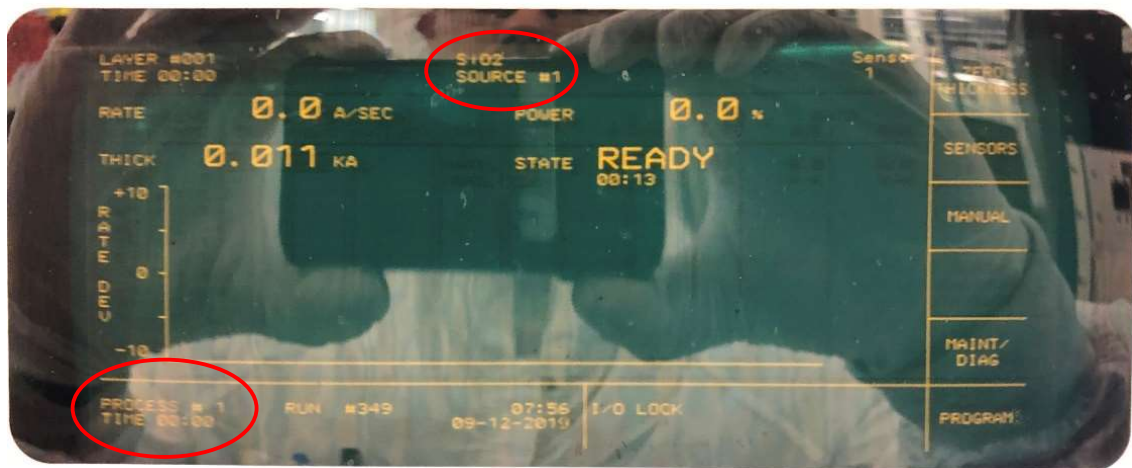 LAYER #001
TIME 00:00
SiO2
SOURCE #1
Sensor
1
ZERO
THICKNESS
RATE 0.0 A/SEC POWER 0.0 %
THICK 0.011 KA STATE READY
00:13
SENSORS
MANUAL
+10
RATE DEV
0
-10
MAINT/
DIAG
PROCESS # 1
TIME 00:00
RUN #349
07:56
09-12-2019
I/O LOCK
PROGRAM